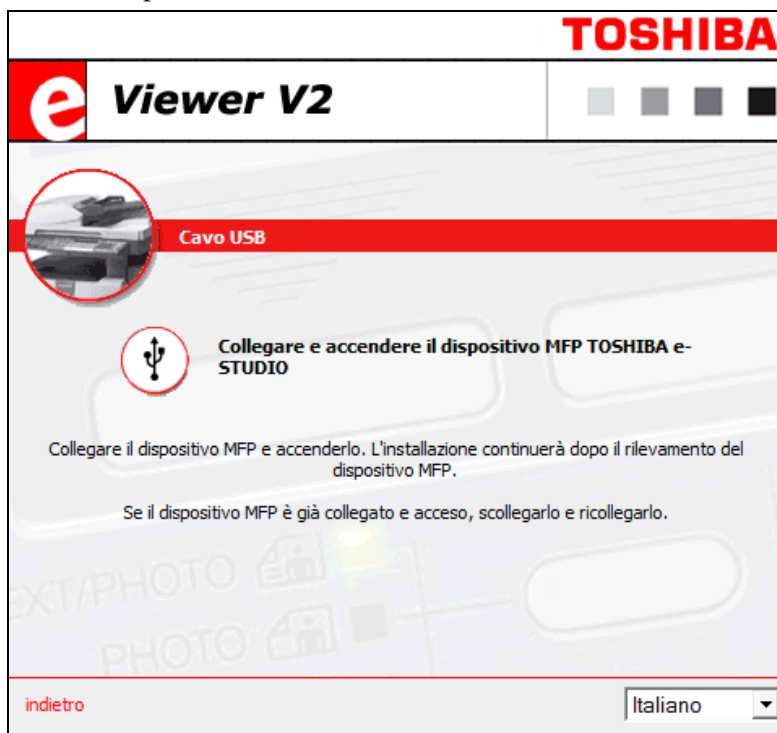 TOSHIBA
e Viewer V2
Cavo USB
Collegare e accendere il dispositivo MFP TOSHIBA e-
STUDIO
Collegare il dispositivo MFP e accenderlo. L'installazione continuerà dopo il rilevamento del
dispositivo MFP.
Se il dispositivo MFP è già collegato e acceso, scollegarlo e ricollegarlo.
EXT/PHOTO
PHOTO
indietro
Italiano